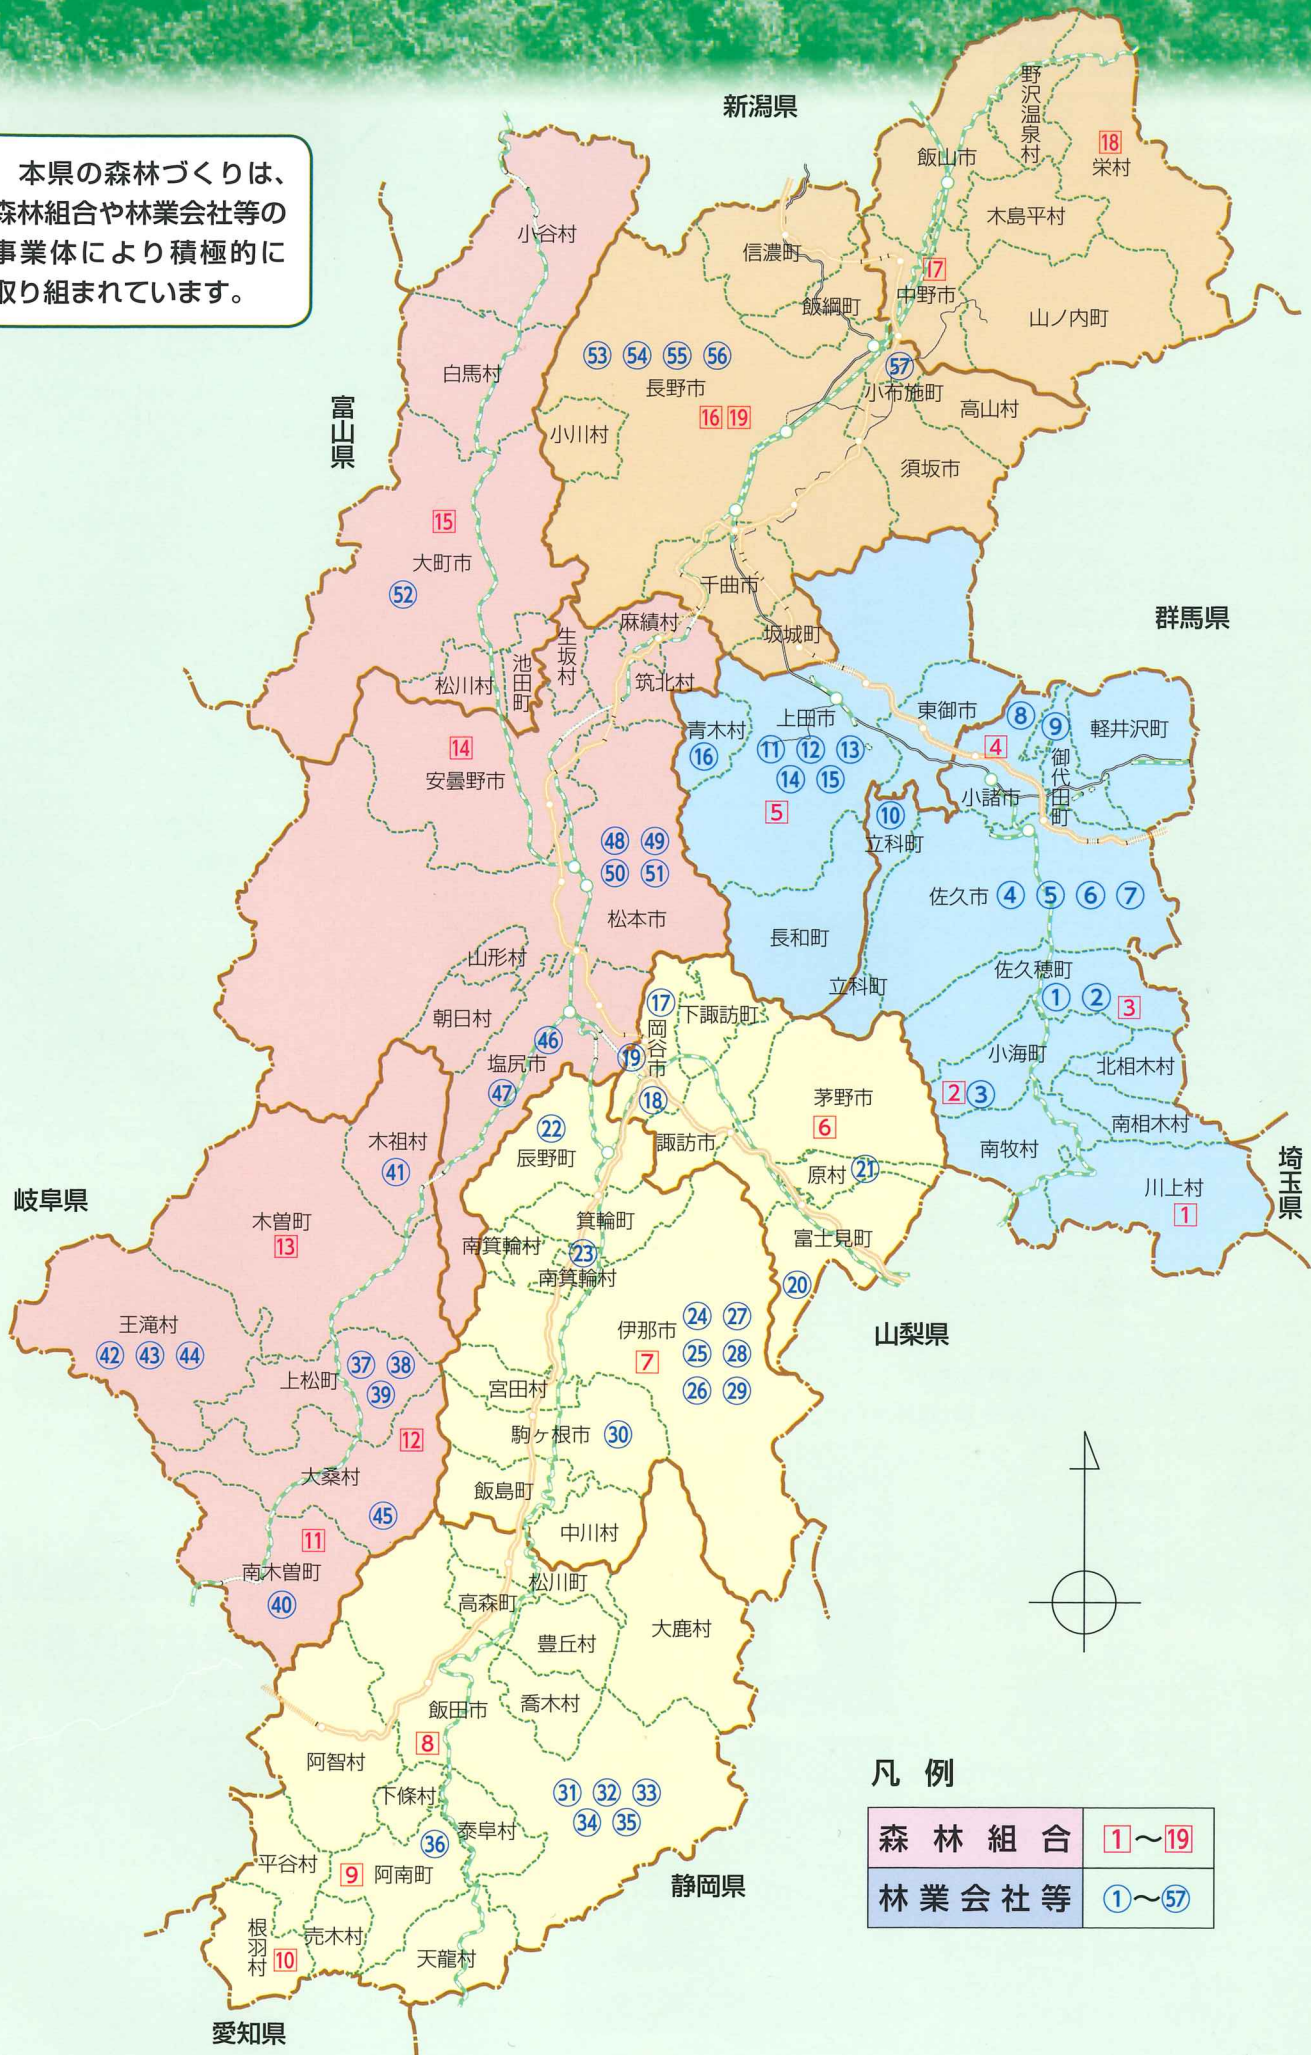 本県の森林づくりは、
森林組合や林業会社等の
事業体により積極的に
取り組まれています。
新潟県
富山県
群馬県
埼玉県
岐阜県
山梨県
静岡県
愛知県
野沢温泉村
飯山市
18
栄村
木島平村
17
中野市
山ノ内町
信濃町
飯綱町
53 54 55 56
長野市
16 19
57
小布施町
高山村
小川村
須坂市
千曲市
坂城町
小谷村
白馬村
15
大町市
52
松川村
池田町
生坂村
麻績村
筑北村
14
安曇野市
48 49
50 51
松本市
山形村
朝日村
46
塩尻市
47
青木村
16
上田市
11 12 13
14 15
5
長和町
東御市
4
8
9
軽井沢町
御代田町
小諸市
10
立科町
立科町
佐久市 4 5 6 7
佐久穂町
1 2 3
小海町
2 3
北相木村
南相木村
南牧村
川上村
1
17
岡谷市
下諏訪町
19
18
諏訪市
茅野市
6
原村 21
富士見町
20
22
辰野町
箕輪町
南箕輪村
23
南箕輪村
伊那市
7
24 27
25 28
26 29
宮田村
駒ヶ根市 30
飯島町
中川村
木祖村
41
木曽町
13
王滝村
42 43 44
上松町
37 38
39
12
大桑村
45
11
南木曽町
40
松川町
高森町
大鹿村
豊丘村
喬木村
飯田市
8
阿智村
下條村
泰阜村
31 32 33
34 35
36
平谷村
9 阿南町
根羽村
10
売木村
天龍村
凡例
森林組合 1～19
林業会社等 1～57